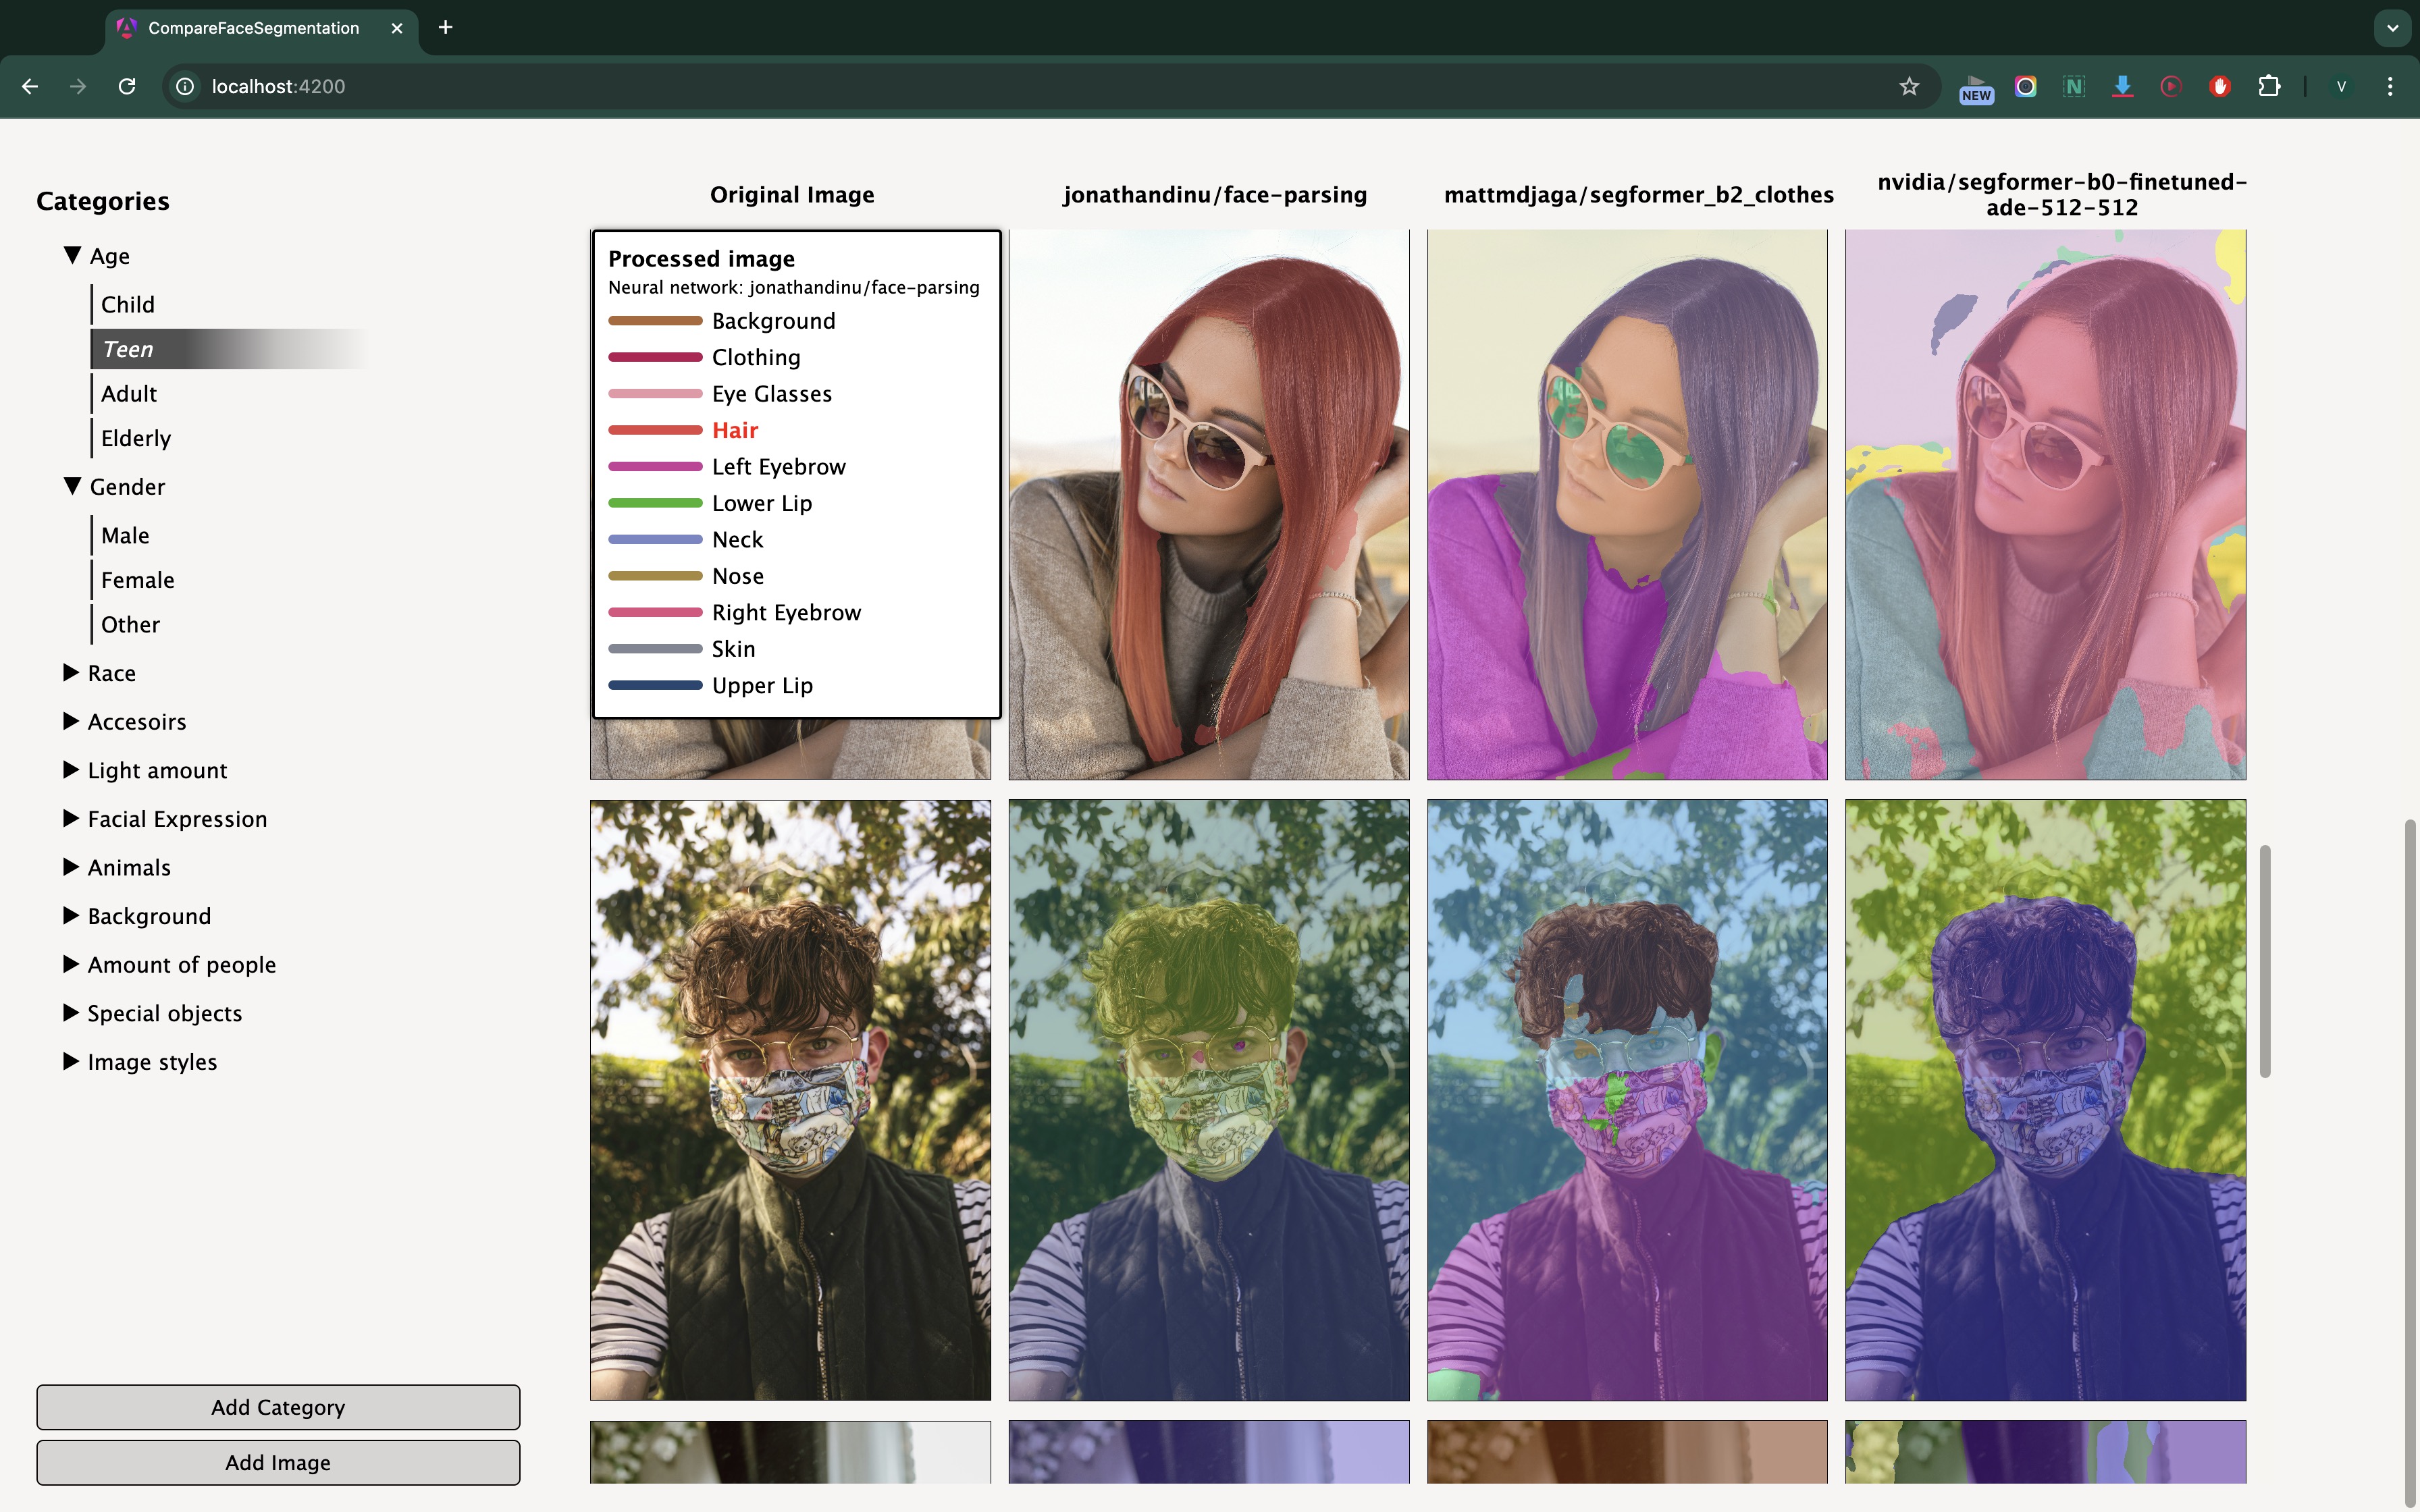 CompareFaceSegmentation
localhost:4200
NEW
N
V
Categories
Age
Child
Teen
Adult
Elderly
Gender
Male
Female
Other
Race
Accesoirs
Light amount
Facial Expression
Animals
Background
Amount of people
Special objects
Image styles
Add Category
Add Image
Original Image
jonathandinu/face-parsing
mattmdjaga/segformer_b2_clothes
nvidia/segformer-b0-finetuned-
ade-512-512
Processed image
Neural network: jonathandinu/face-parsing
Background
Clothing
Eye Glasses
Hair
Left Eyebrow
Lower Lip
Neck
Nose
Right Eyebrow
Skin
Upper Lip